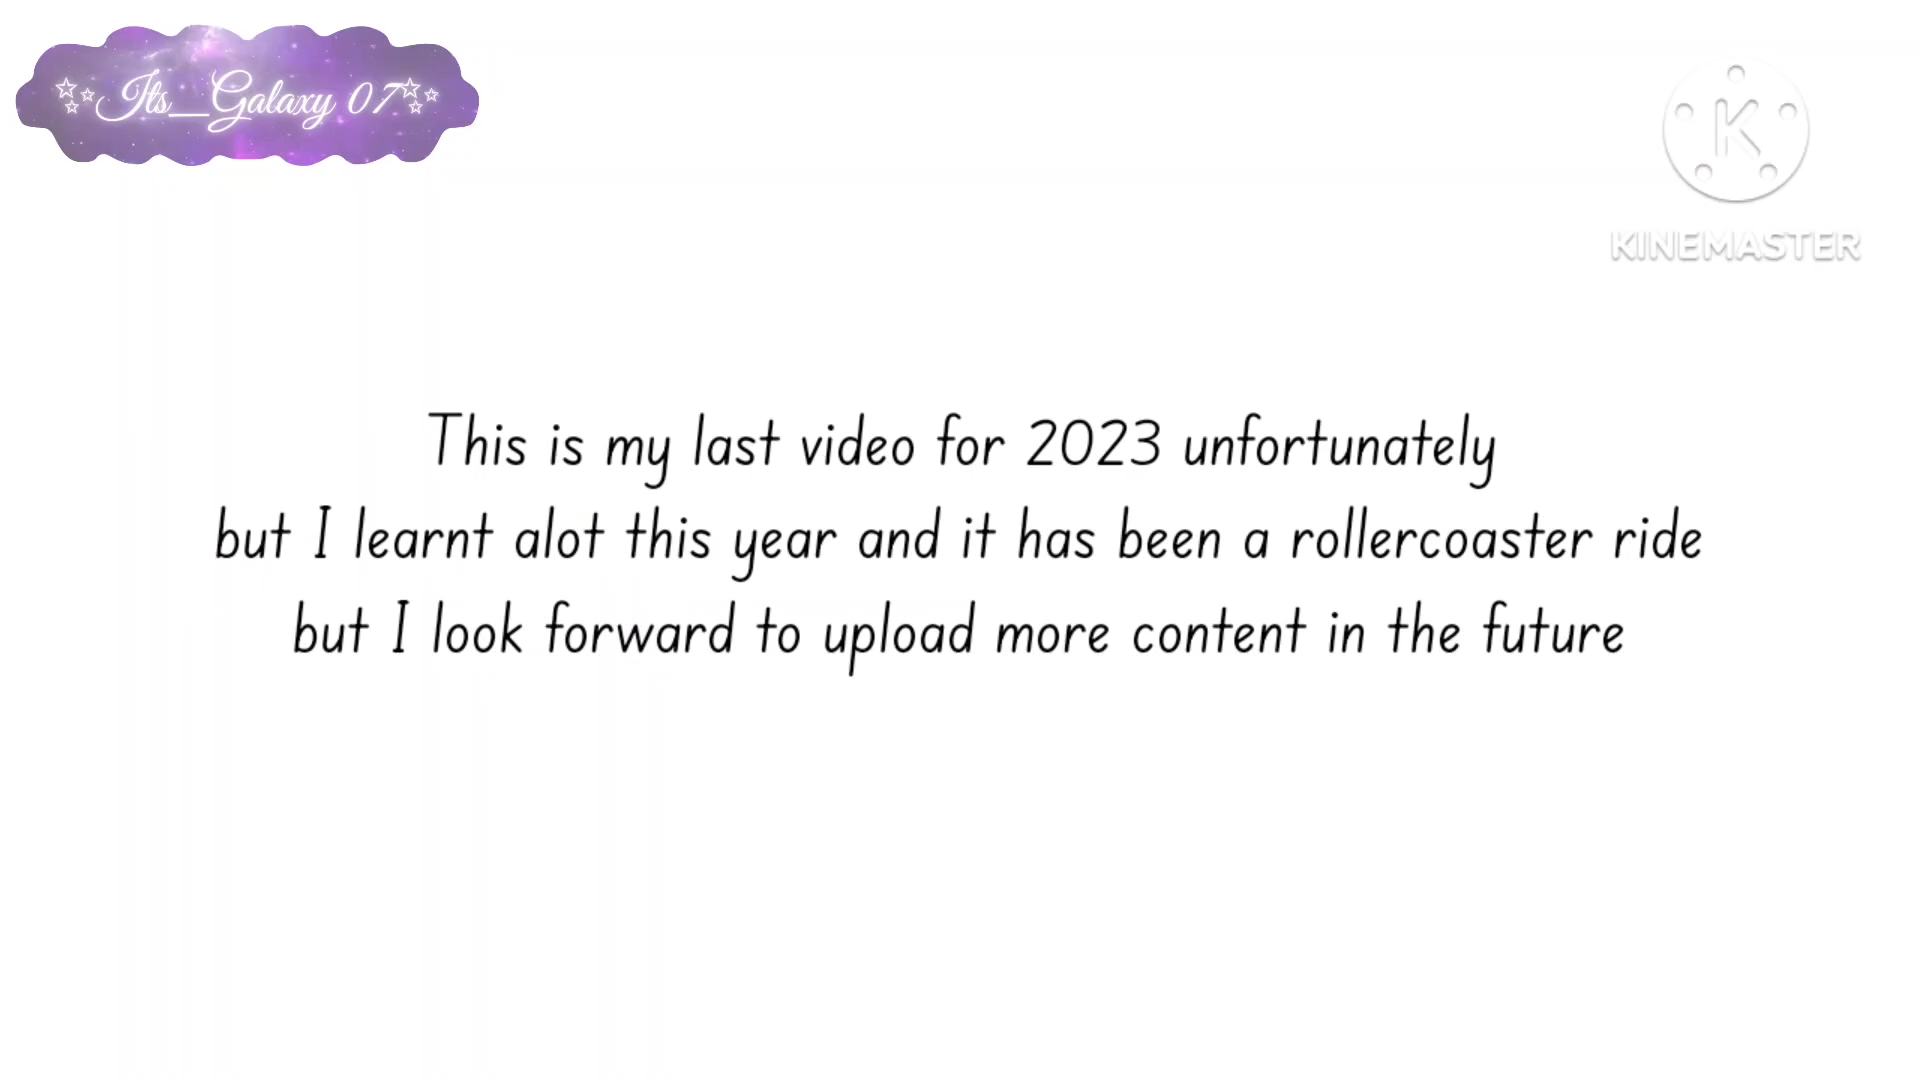 Its_Galaxy 07
K
KINEMASTER
This is my last video for 2023 unfortunately
but I learnt alot this year and it has been a rollercoaster ride
but I look forward to upload more content in the future